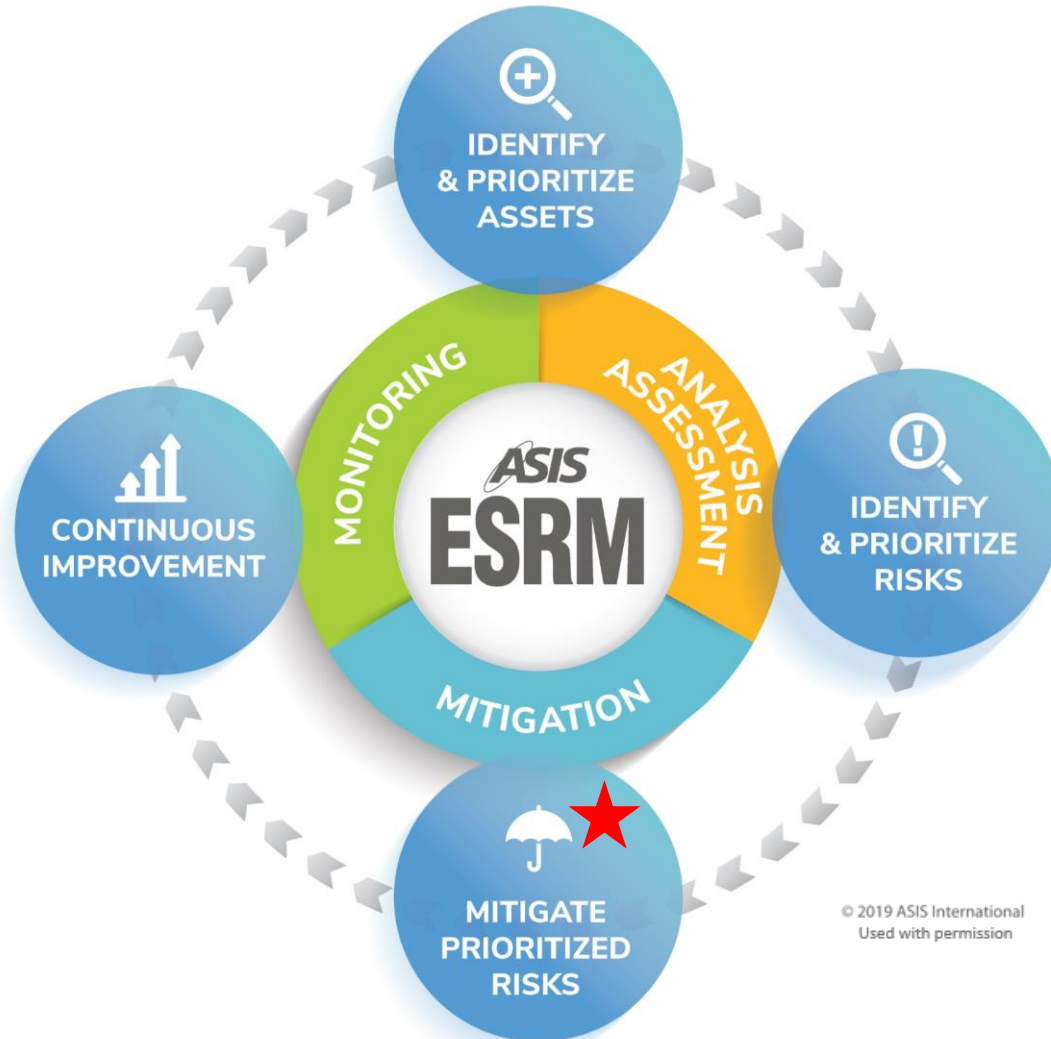 IDENTIFY
& PRIORITIZE
ASSETS
MONITORING
ANALYSIS
ASSESSMENT
ASIS
ESRM
CONTINUOUS
IMPROVEMENT
IDENTIFY
& PRIORITIZE
RISKS
MITIGATION
MITIGATE
PRIORITIZED
RISKS
© 2019 ASIS International
Used with permission